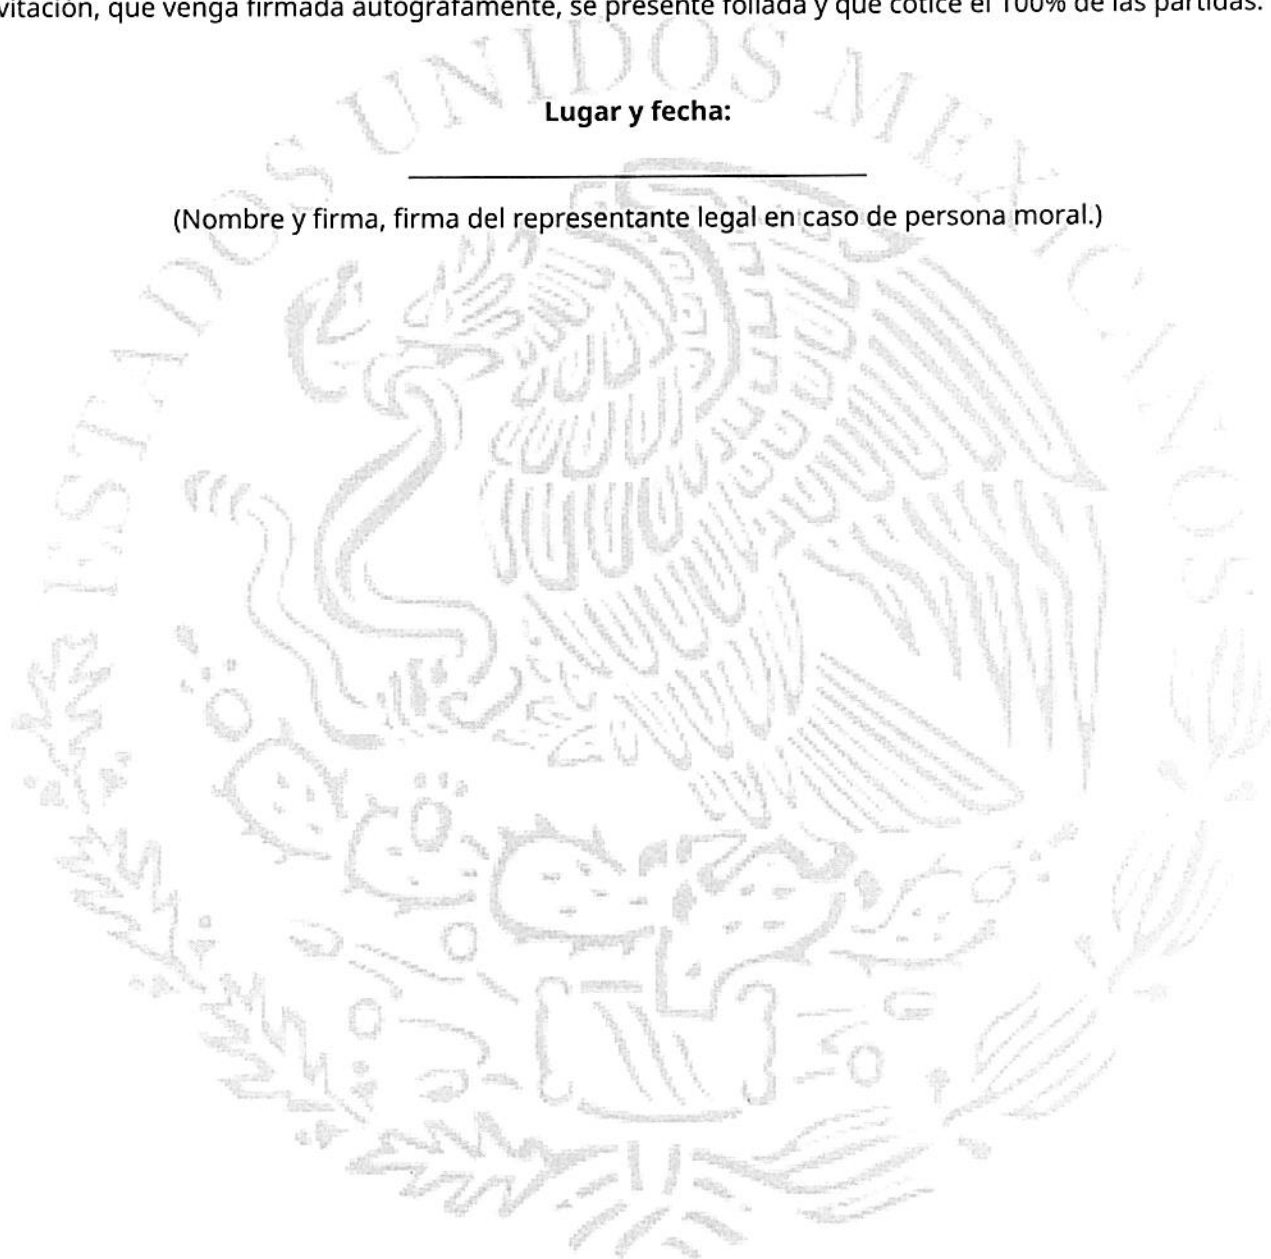 vitación, que venga firmada autógrafamente, se presente foliada y que cotice el 100% de las partidas.
ESTADOS UNIDOS MEXICANOS
Lugar y fecha:
(Nombre y firma, firma del representante legal en caso de persona moral.)